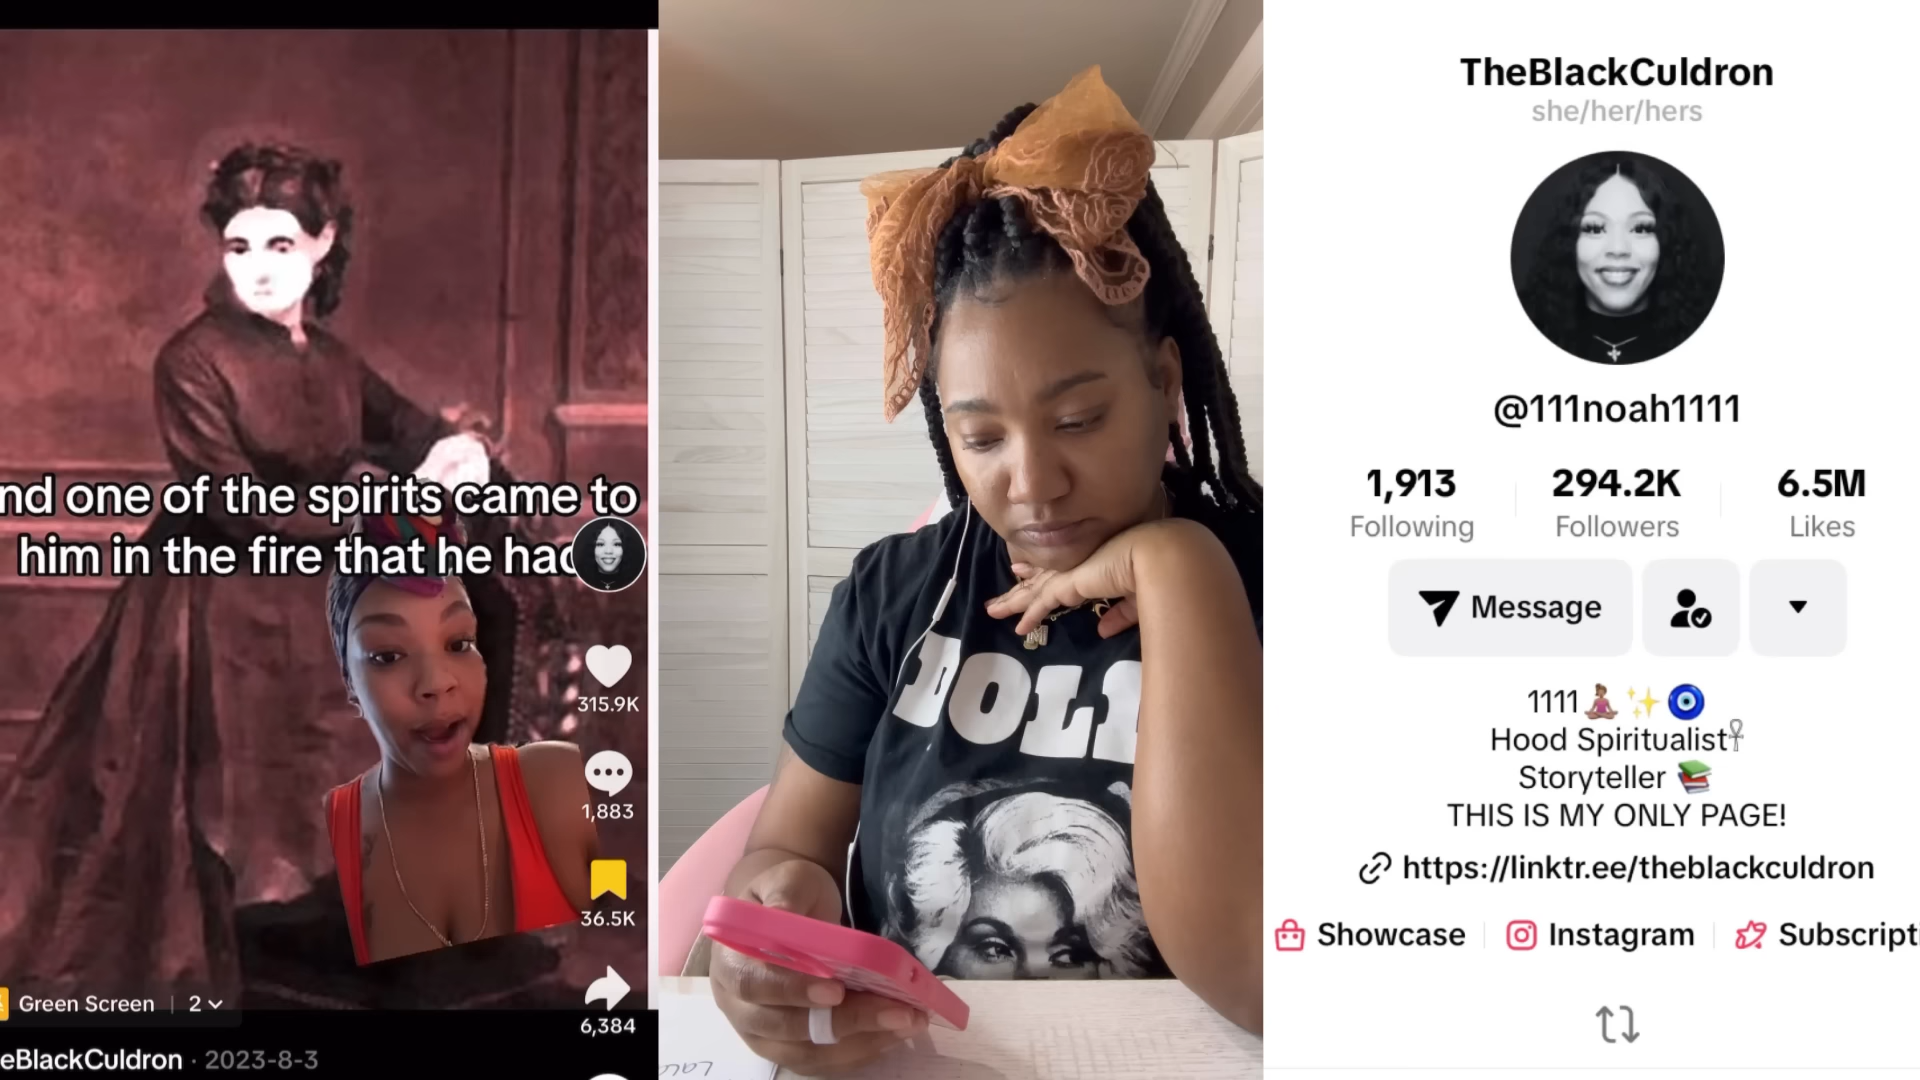 nd one of the spirits came to
him in the fire that he had
315.9K
1,883
36.5K
6,384
Green Screen | 2
eBlackCuldron · 2023-8-3
DOLL
TheBlackCuldron
she/her/hers
@111noah1111
1,913
Following
294.2K
Followers
6.5M
Likes
Message
1111🧘🏽‍♀️✨🧿
Hood Spiritualist☥
Storyteller 📚
THIS IS MY ONLY PAGE!
https://linktr.ee/theblackculdron
Showcase
Instagram
Subscripti